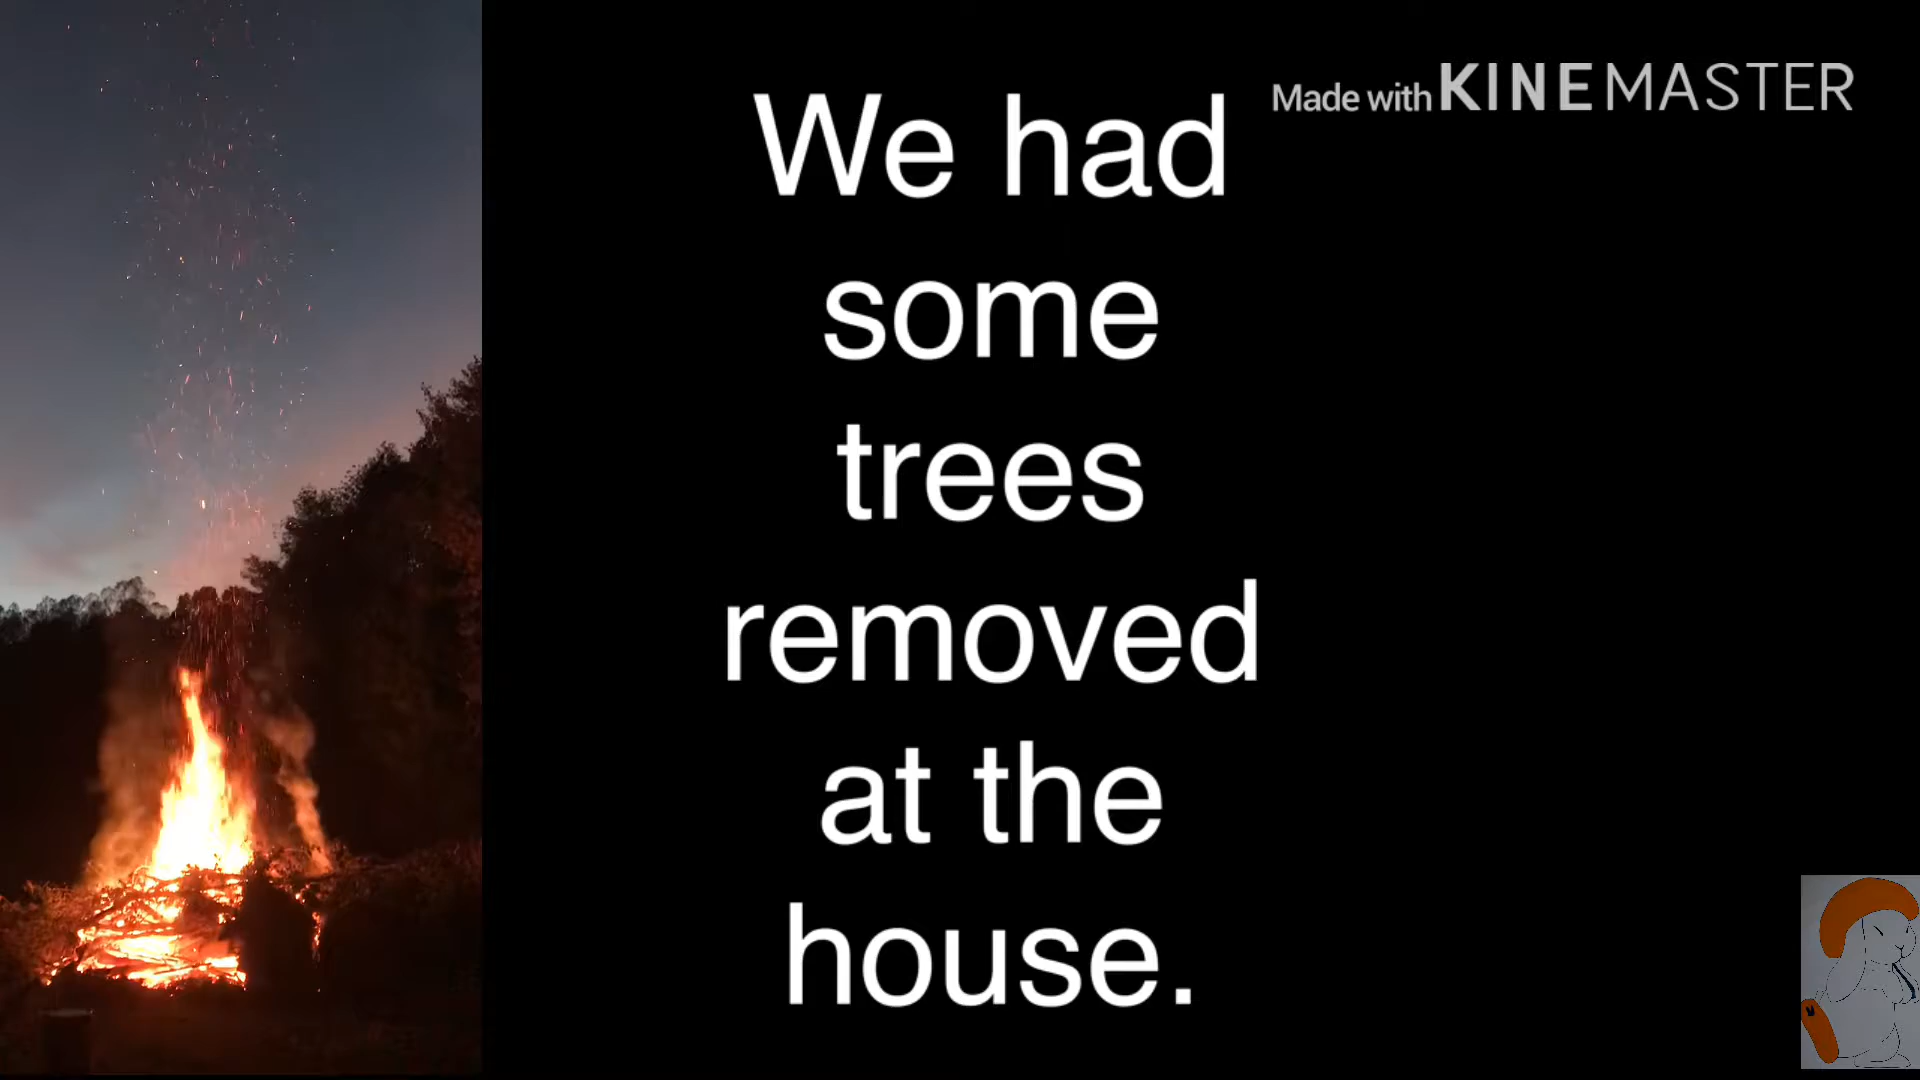 We had
Made with KINEMASTER
some
trees
removed
at the
house.